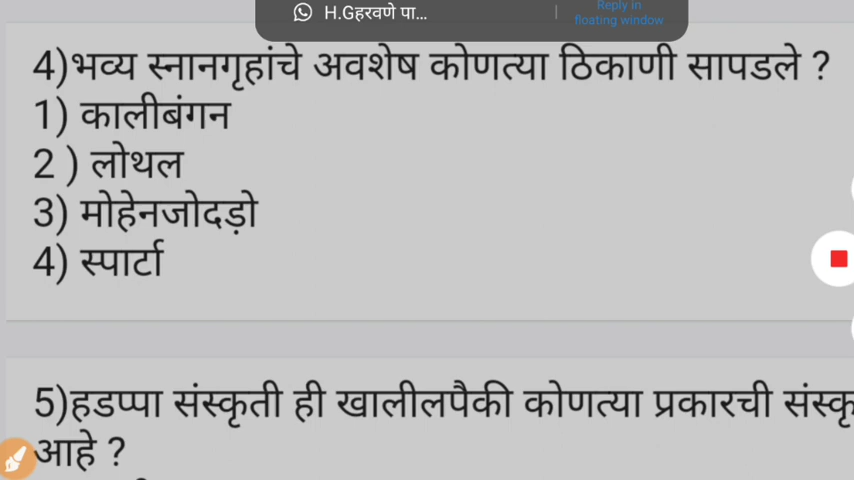 H.Gहरवणे पा...
Reply in
floating window
4)भव्य स्नानगृहांचे अवशेष कोणत्या ठिकाणी सापडले ?
1) कालीबंगन
2 ) लोथल
3) मोहेनजोदड़ो
4) स्पार्टा
5)हडप्पा संस्कृती ही खालीलपैकी कोणत्या प्रकारची
आहे ?